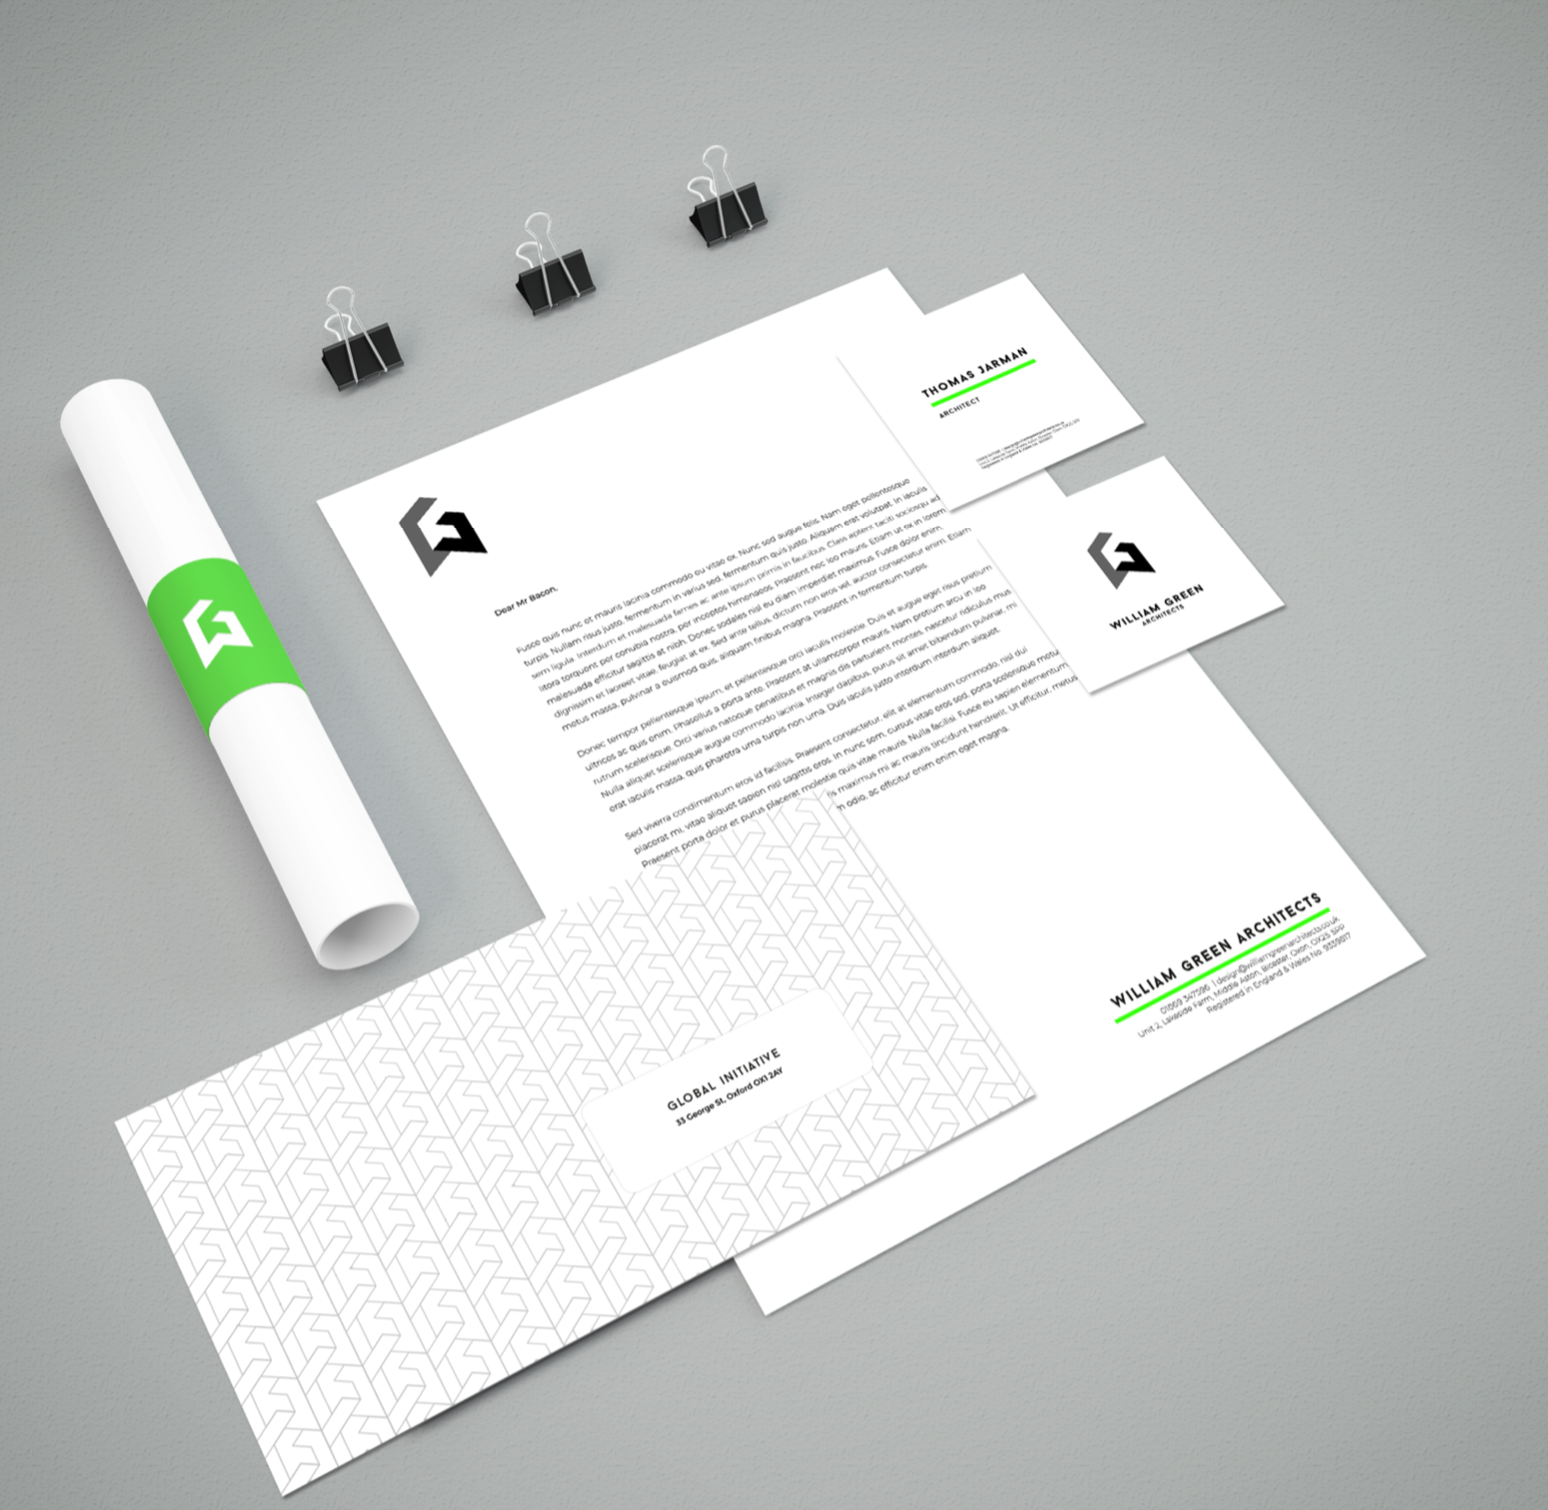 THOMAS JARMAN
ARCHITECT
WILLIAM GREEN
ARCHITECTS
Dear Mr Bacon,
Fusce quis nunc et mauris lacinia commodo eu vitae ex. Nunc sed augue felis. Nam eget pellentesque
turpis. Nullam risus justo, fermentum in varius sed, fermentum quis justo. Aliquam erat volutpat. In iaculis
sem ligula. Interdum et malesuada fames ac ante ipsum primis in faucibus. Class aptent taciti sociosqu ad
litora torquent per conubia nostra, per inceptos himenaeos. Praesent nec leo mauris. Etiam ut ex in lorem
malesuada efficitur sagittis at nibh. Donec sodales nisl eu diam imperdiet maximus. Fusce dolor enim,
dignissim et laoreet vitae, feugiat at ex. Sed ante tellus, dictum non eros vel, auctor consectetur enim. Etiam
metus massa, pulvinar a euismod quis, aliquam finibus magna. Praesent in fermentum turpis.
Donec tempor pellentesque ipsum, et pellentesque orci iaculis molestie. Duis et augue eget risus pretium
ultrices ac quis enim. Phasellus a porta ante. Praesent at ullamcorper mauris. Nam pretium arcu in leo
rutrum scelerisque. Orci varius natoque penatibus et magnis dis parturient montes, nascetur ridiculus mus.
Nulla aliquet scelerisque augue commodo lacinia. Integer dapibus, purus sit amet bibendum pulvinar, mi
erat iaculis massa, quis pharetra urna turpis non urna. Duis iaculis justo interdum interdum aliquet.
Sed viverra condimentum eros id facilisis. Praesent consectetur, elit at elementum commodo, nisl dui
placerat mi, vitae aliquet sapien nisl sagittis eros. In nunc sem, cursus vitae eros sed, porta scelerisque
Praesent porta dolor et purus placerat molestie quis vitae mauris. Nulla facilisi. Fusce eu sapien elementum
maximus mi ac mauris tincidunt hendrerit. Ut efficitur, metus
odio, ac efficitur enim enim eget magna.
GLOBAL INITIATIVE
33 George St, Oxford OX1 2AY
WILLIAM GREEN ARCHITECTS
01869 347596 | design@williamgreenarchitects.co.uk
Unit 2, Lakeside Farm, Middle Aston, Bicester, Oxon, OX25 5PP
Registered in England & Wales No. 9359617